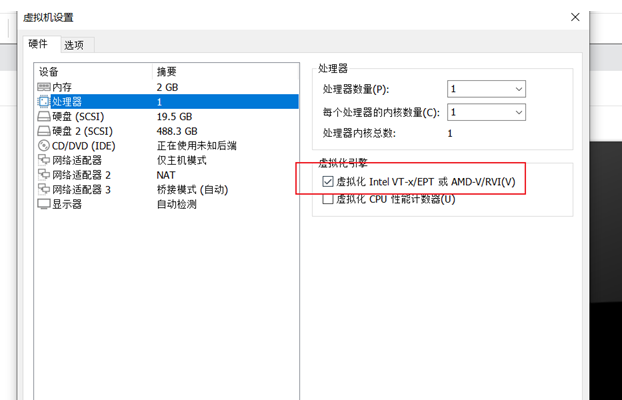 虚拟机设置
硬件 选项
设备 摘要
内存 2 GB
处理器 1
硬盘 (SCSI) 19.5 GB
硬盘 2 (SCSI) 488.3 GB
CD/DVD (IDE) 正在使用未知后端
网络适配器 仅主机模式
网络适配器 2 NAT
网络适配器 3 桥接模式 (自动)
显示器 自动检测
处理器
处理器数量(P): 1
每个处理器的内核数量(C): 1
处理器内核总数: 1
虚拟化引擎
虚拟化 Intel VT-x/EPT 或 AMD-V/RVI(V)
虚拟化 CPU 性能计数器(U)